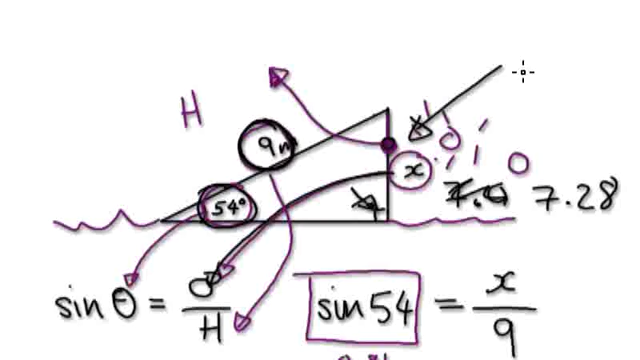 H
9m
54°
x
O
7.28
sin θ = O/H
sin 54 = x/9